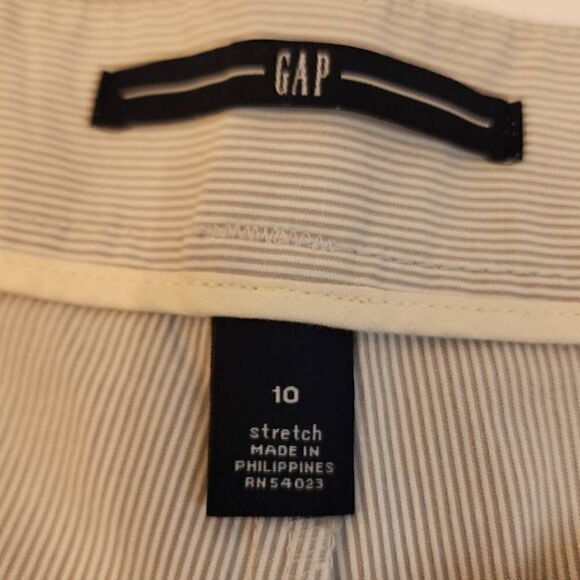 GAP
10
stretch
MADE IN
PHILIPPINES
RN54023